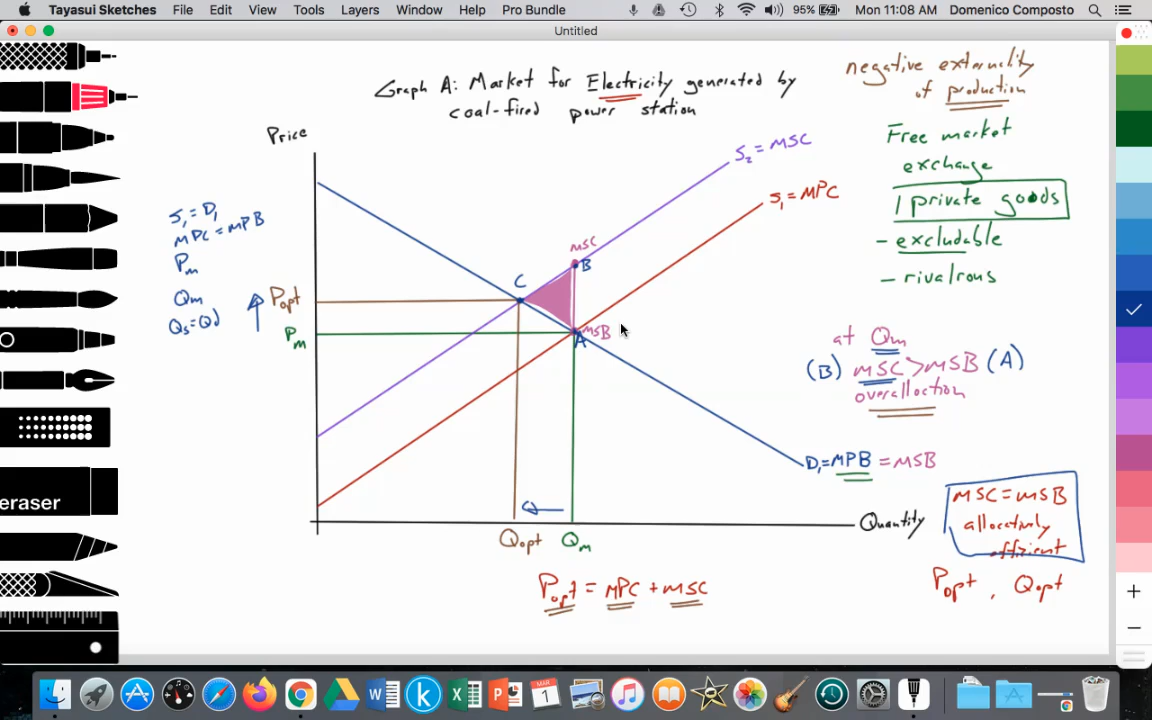 Tayasui Sketches File Edit View Tools Layers Window Help Pro Bundle 95% Mon 11:08 AM Domenico Composto
Untitled
Graph A: Market for Electricity generated by
coal-fired power station
negative externality
of production
Free market
exchange
private goods
- excludable
- rivalrous
Price
S₁ = D₁
MPC = MPB
Pm
Qm
Qs = Qd
Popt
Pm
S₂ = MSC
S₁ = MPC
MSC
B
C
MSB
A
at Qm
(B) MSC > MSB (A)
overallocation
D₁ = MPB = MSB
MSC = MSB
allocatively
efficient
Popt, Qopt
Quantity
Q
Qopt
Qm
Popt = MPC + MSC
eraser